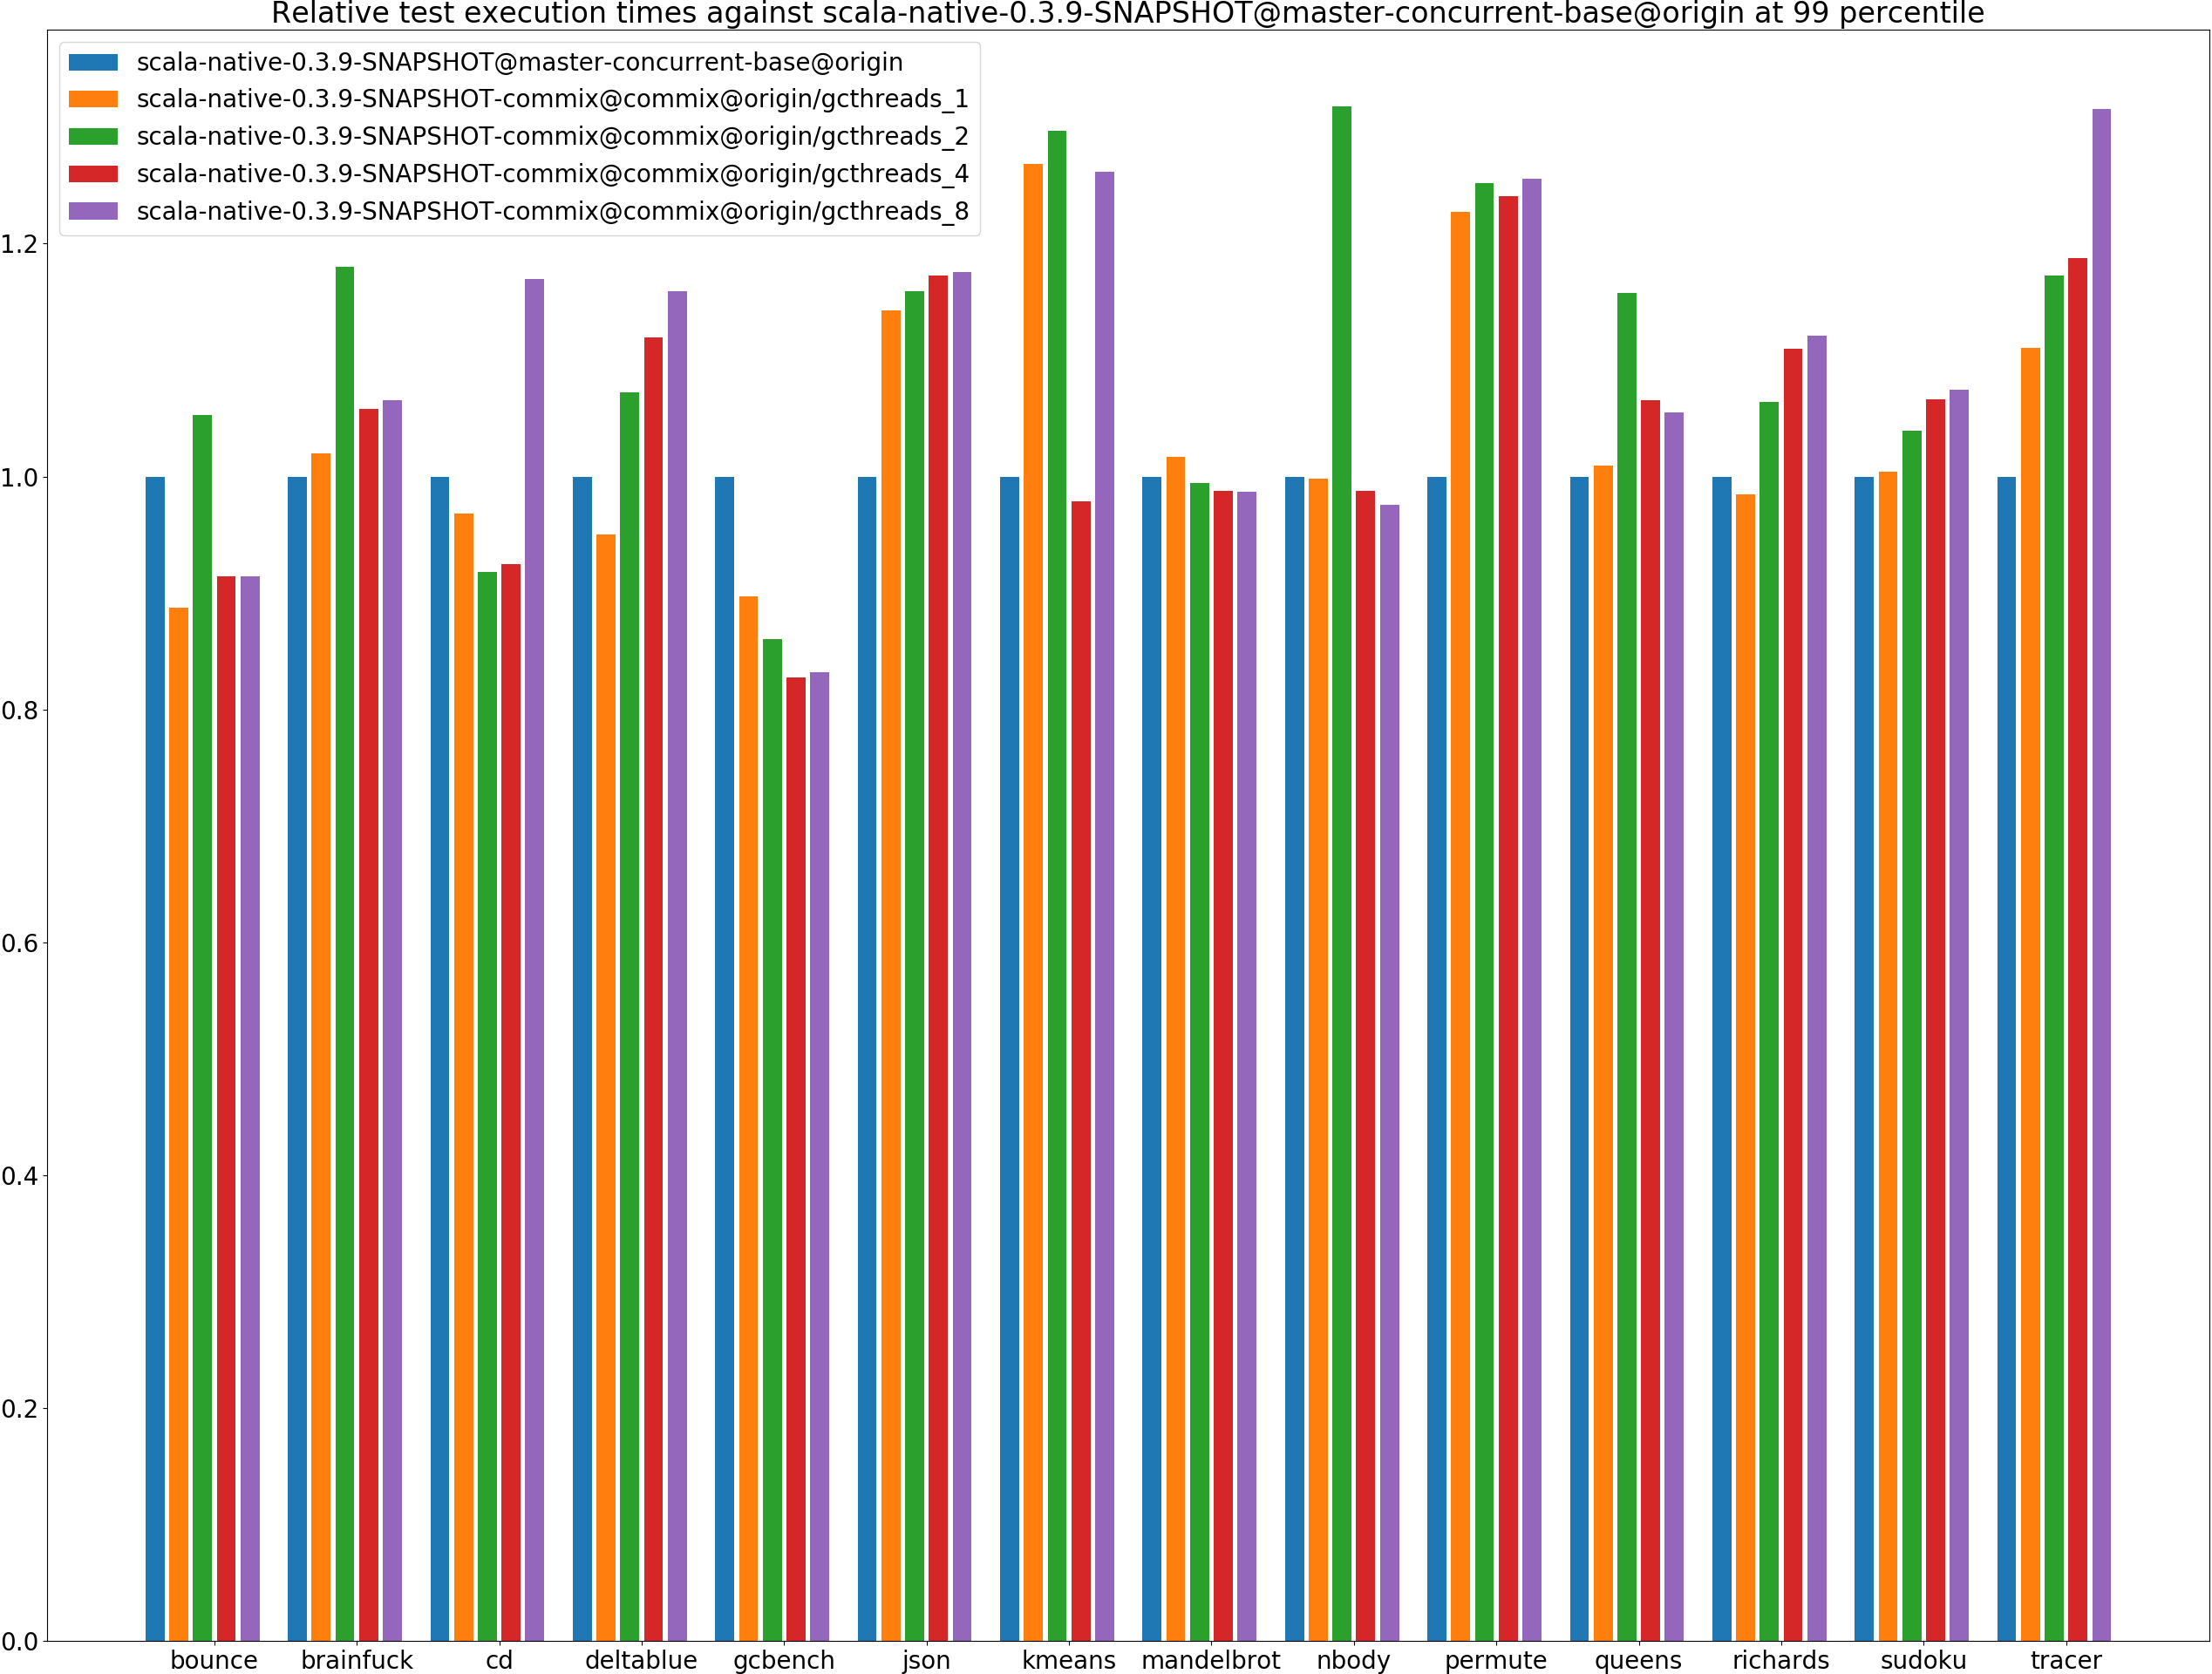 Relative test execution times against scala-native-0.3.9-SNAPSHOT@master-concurrent-base@origin at 99 percentile
scala-native-0.3.9-SNAPSHOT@master-concurrent-base@origin
scala-native-0.3.9-SNAPSHOT-commix@commix@origin/gcthreads_1
scala-native-0.3.9-SNAPSHOT-commix@commix@origin/gcthreads_2
scala-native-0.3.9-SNAPSHOT-commix@commix@origin/gcthreads_4
scala-native-0.3.9-SNAPSHOT-commix@commix@origin/gcthreads_8
1.2
1.0
0.8
0.6
0.4
0.2
0.0
bounce brainfuck cd deltablue gcbench json kmeans mandelbrot nbody permute queens richards sudoku tracer